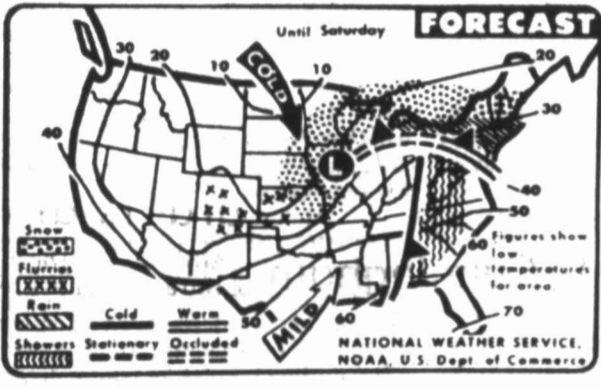 FORECAST
Until Saturday
30
20
10
COLD
10
20
30
40
L
40
50
60
70
Figures show
low
temperatures
for area.
Snow
Flurries
Rain
Showers
Cold
Warm
Stationary
Occluded
50
MILD
60
NATIONAL WEATHER SERVICE,
NOAA, U.S. Dept. of Commerce